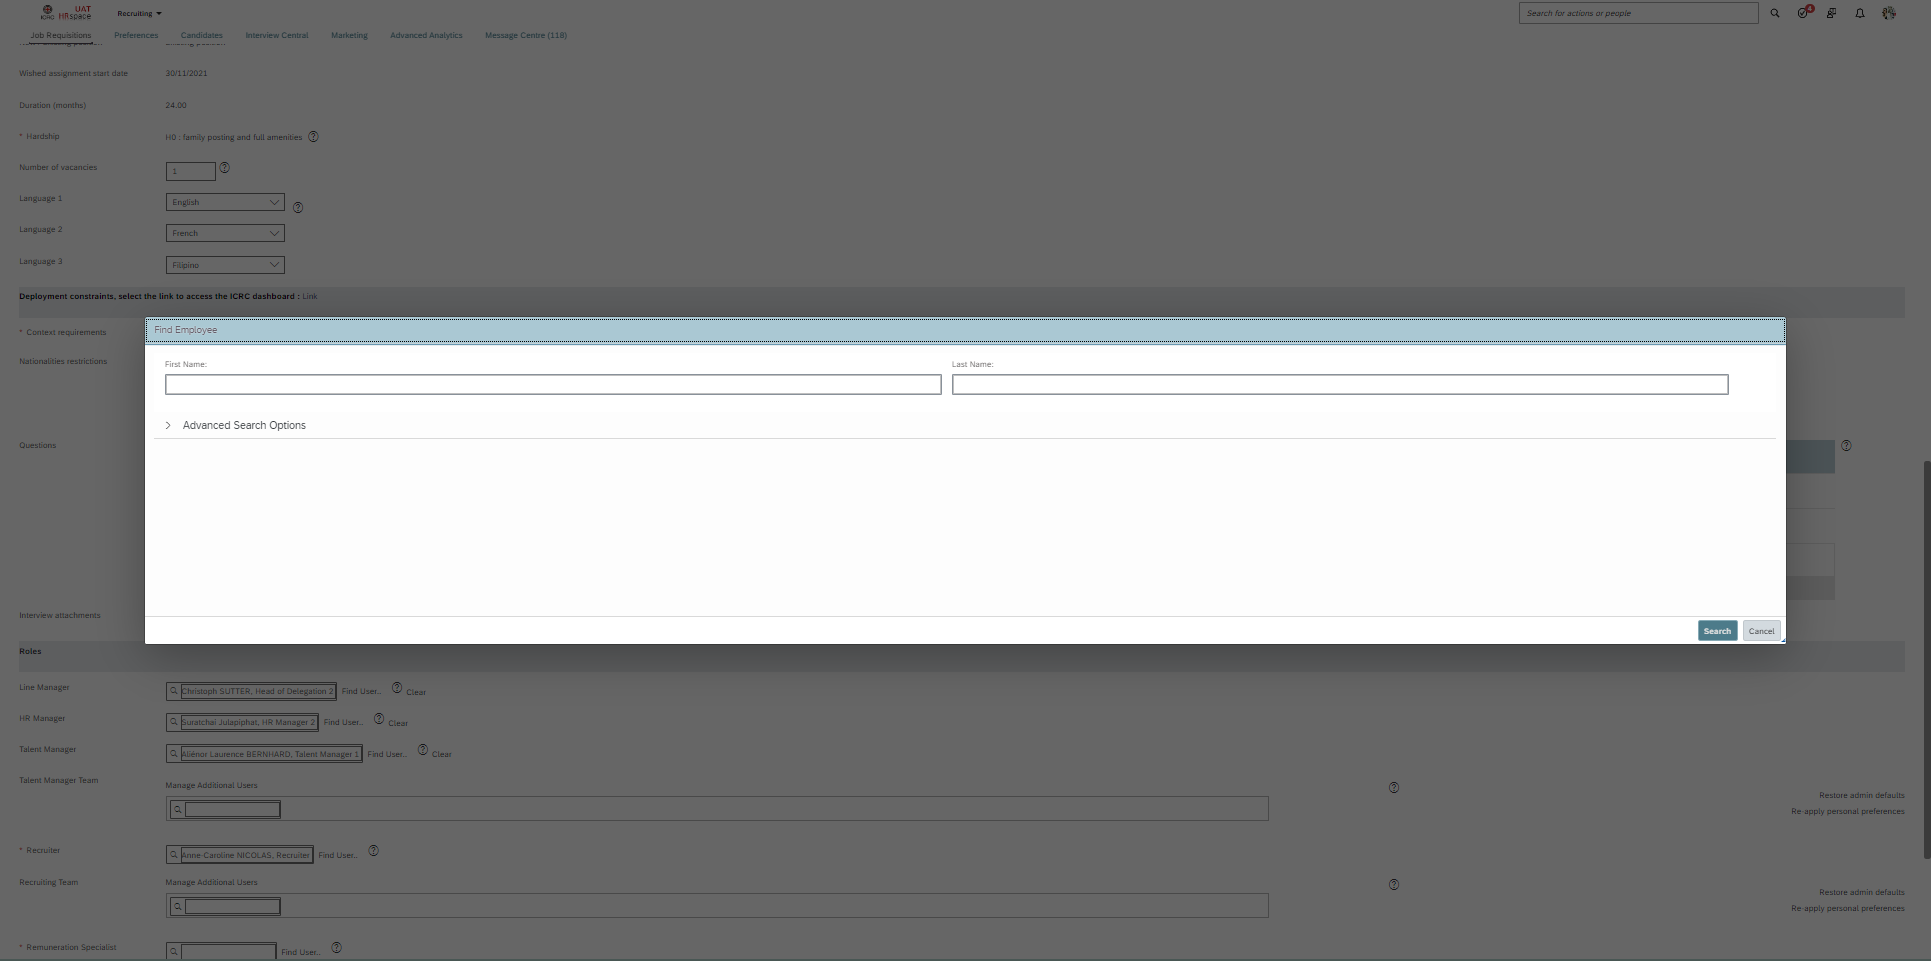 UAT
ICRC HRspace
Recruiting
Search for actions or people
4
Job Requisitions Preferences Candidates Interview Central Marketing Advanced Analytics Message Centre (118)
Wished assignment start date 30/11/2021
Duration (months) 24.00
* Hardship H0 : family posting and full amenities ?
Number of vacancies 1 ?
Language 1 English ?
Language 2 French
Language 3 Filipino
Deployment constraints, select the link to access the ICRC dashboard : Link
* Context requirements
Find Employee
Nationalities restrictions
First Name: Last Name:
Advanced Search Options
Questions ?
Interview attachments
Search Cancel
Roles
Line Manager Christoph SUTTER, Head of Delegation 2 Find User... ? Clear
HR Manager Suratchai Julapiphat, HR Manager 2 Find User... ? Clear
Talent Manager Aliénor Laurence BERNHARD, Talent Manager 1 Find User... ? Clear
Talent Manager Team Manage Additional Users ?
Restore admin defaults
Re-apply personal preferences
* Recruiter Anne-Caroline NICOLAS, Recruiter Find User... ?
Recruiting Team Manage Additional Users ?
Restore admin defaults
Re-apply personal preferences
* Remuneration Specialist Find User... ?